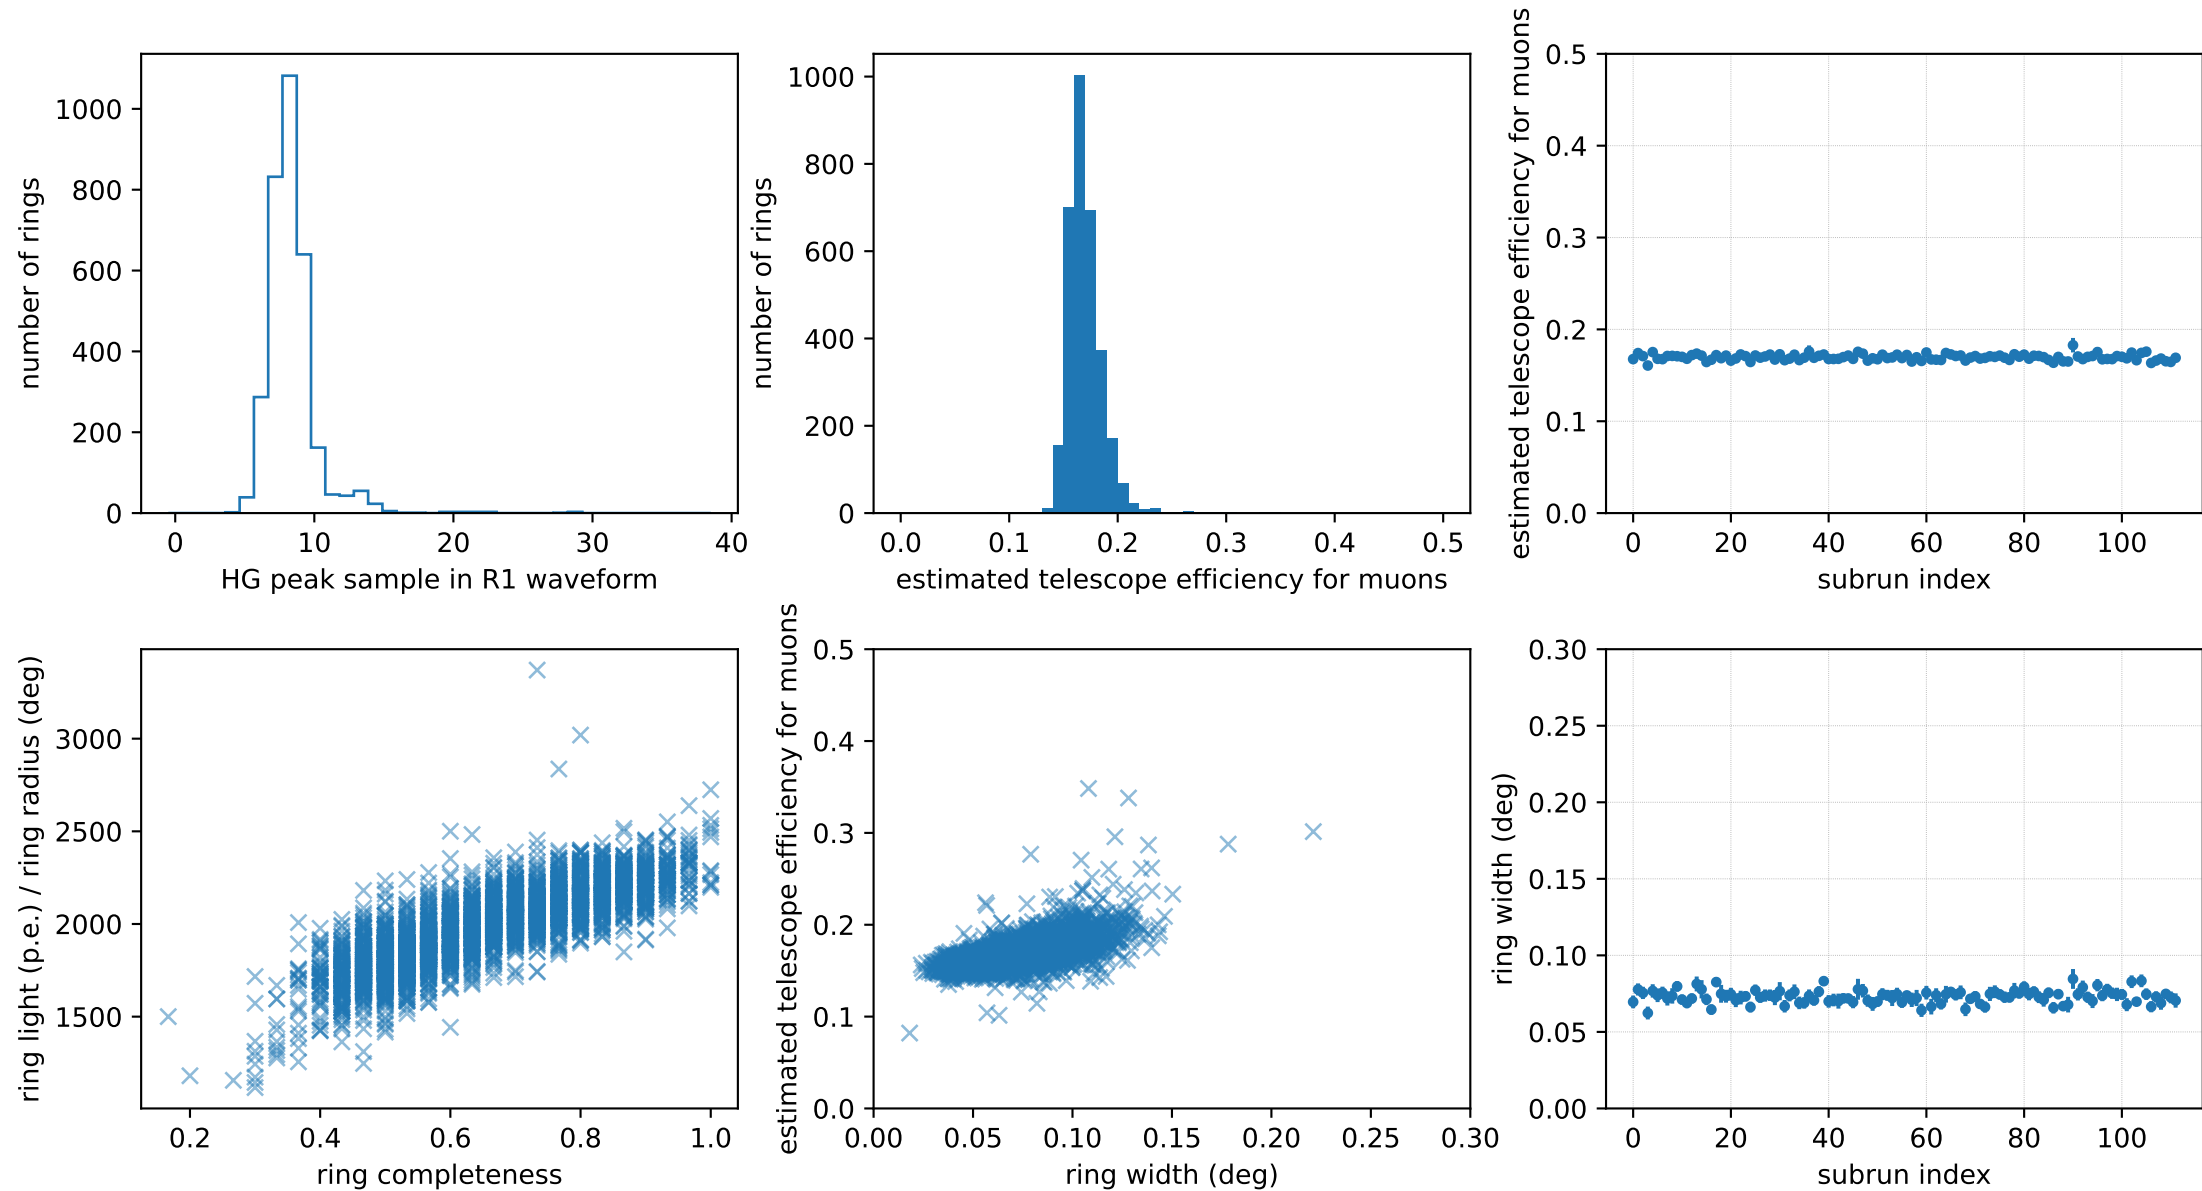 number of rings
1000
800
600
400
200
0
0 10 20 30 40
HG peak sample in R1 waveform
number of rings
1000
800
600
400
200
0
0.0 0.1 0.2 0.3 0.4 0.5
estimated telescope efficiency for muons
estimated telescope efficiency for muons
0.5
0.4
0.3
0.2
0.1
0.0
0 20 40 60 80 100
subrun index
ring light (p.e.) / ring radius (deg)
3000
2500
2000
1500
0.2 0.4 0.6 0.8 1.0
ring completeness
estimated telescope efficiency for muons
0.5
0.4
0.3
0.2
0.1
0.0
0.00 0.05 0.10 0.15 0.20 0.25 0.30
ring width (deg)
ring width (deg)
0.30
0.25
0.20
0.15
0.10
0.05
0.00
0 20 40 60 80 100
subrun index